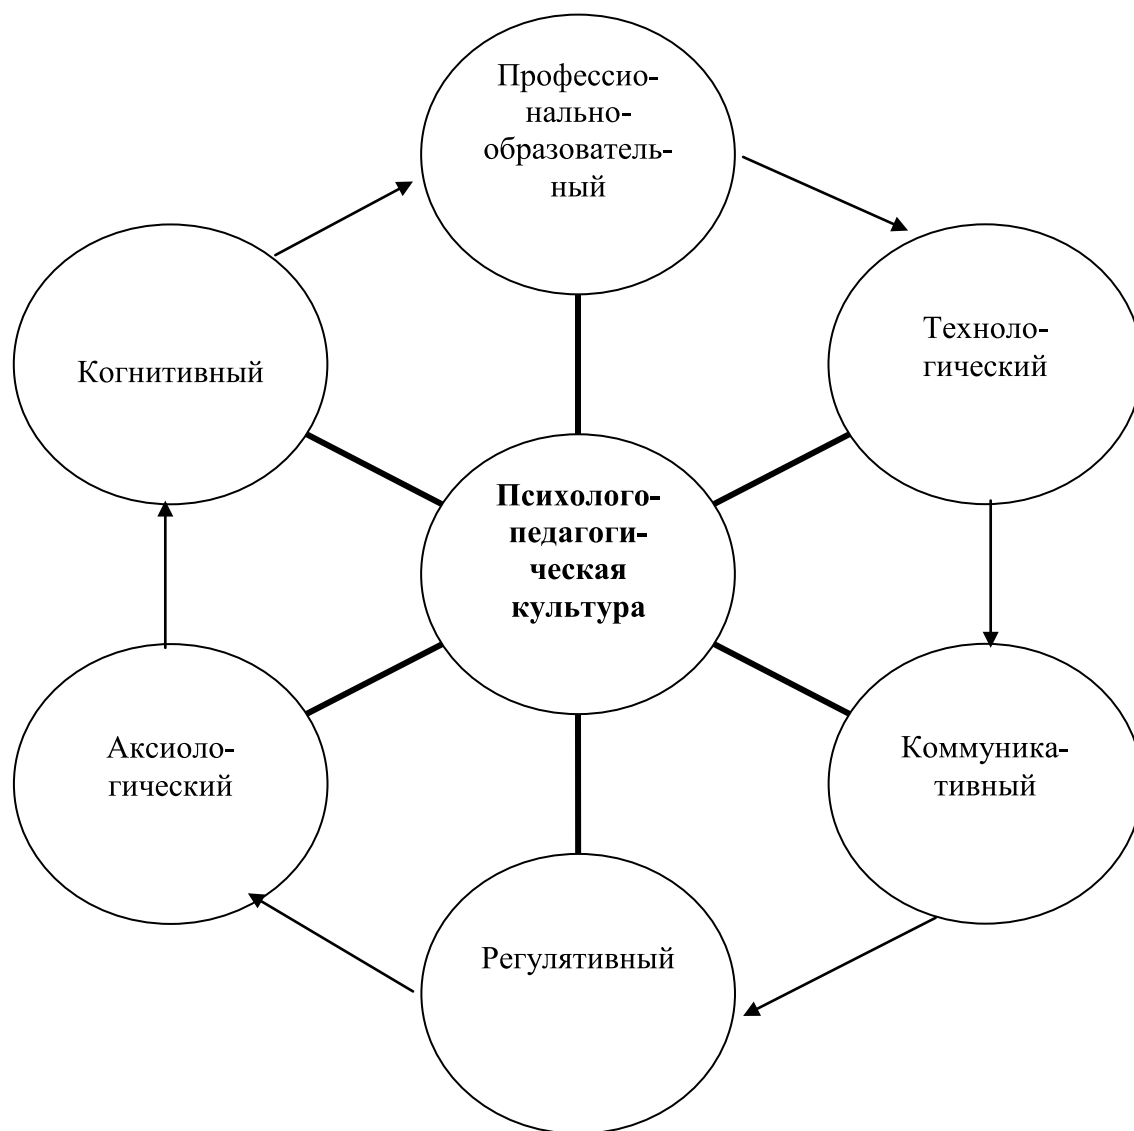 Профессио-
нально-
образователь-
ный
Техноло-
гический
Когнитивный
Психолого-
педагоги-
ческая
культура
Аксиоло-
гический
Коммуника-
тивный
Регулятивный